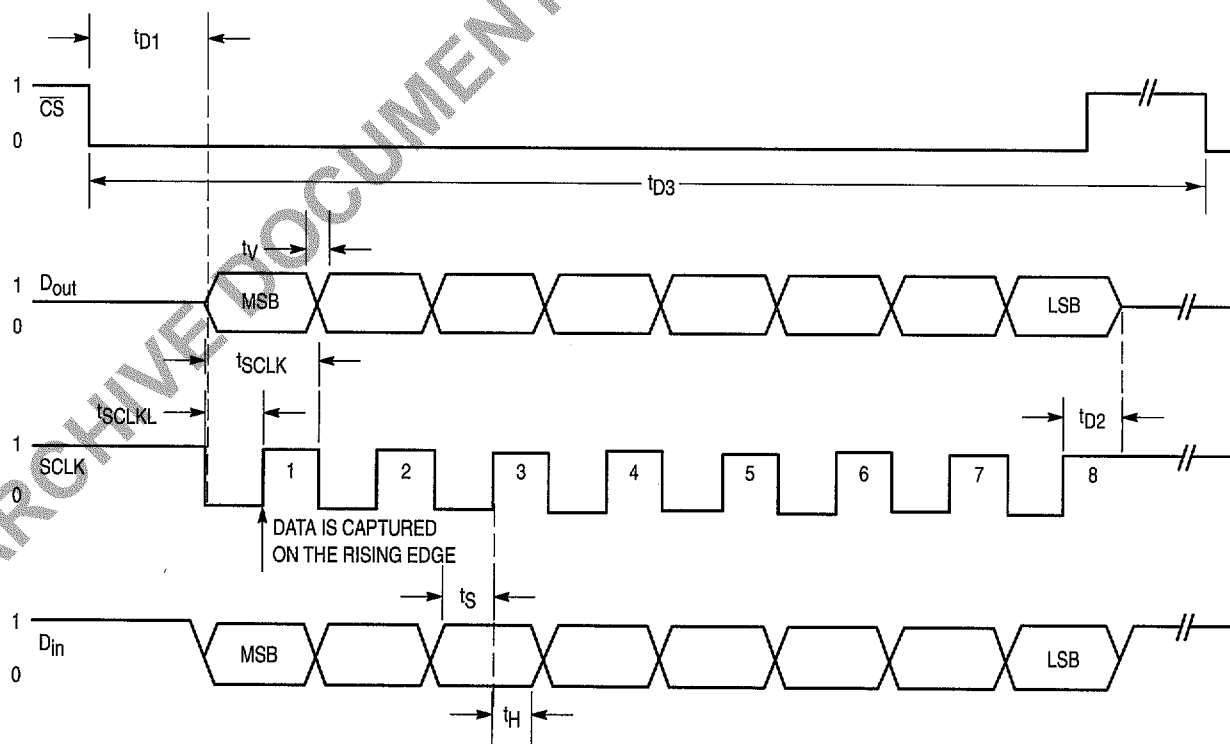 ARCHIVE DOCUMENT
tD1
1
CS
0
tD3
tV
1 Dout
0
MSB
LSB
tSCLK
tSCLKL
tD2
1
SCLK
0
1 2 3 4 5 6 7 8
DATA IS CAPTURED
ON THE RISING EDGE
tS
1
Din
0
MSB
LSB
tH